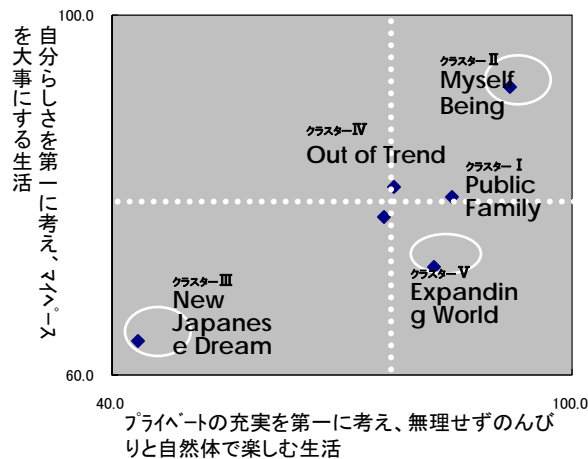 100.0
自分らしさを第一に考え、マイペース
を大事にする生活
クラスターⅡ
Myself
Being
クラスターⅣ
Out of Trend
クラスターⅠ
Public
Family
クラスターⅤ
Expandin
g World
クラスターⅢ
New
Japanes
e Dream
60.0
40.0
100.0
プライベートの充実を第一に考え、無理せずのんび
りと自然体で楽しむ生活